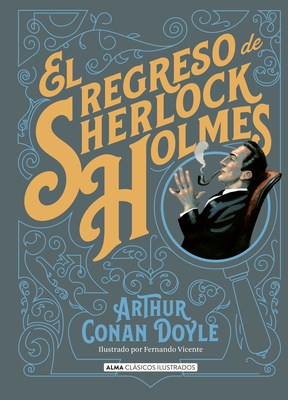 EL
REGRESO de
SHERLOCK
HOLMES
ARTHUR
CONAN DOYLE
Ilustrado por Fernando Vicente
ALMA CLÁSICOS ILUSTRADOS